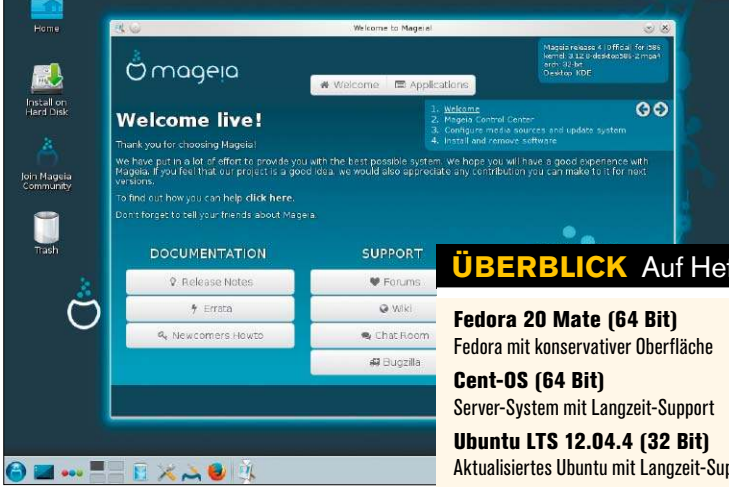 Home
Install on
Hard Disk
Join Mageia
Community
Trash
Welcome to Mageia!
mageia
Welcome
Applications
Mageia release 4 (Official) for i586
Desktop: KDE
1. Welcome
2. Mageia Control Center
3. Configure media sources and update system
4. Install and remove software
Welcome live!
Thank you for choosing Mageia!
We have put in a lot of effort to provide you with the best possible system. We hope you will have a good experience with
Mageia. If you feel that our project is a good idea, we would also appreciate any contribution you can make to it for next
versions.
To find out how you can help click here.
Don't forget to tell your friends about Mageia.
DOCUMENTATION
Release Notes
Errata
Newcomers Howto
SUPPORT
Forums
Wiki
Chat Room
Bugzilla
ÜBERBLICK Auf Hef
Fedora 20 Mate (64 Bit)
Fedora mit konservativer Oberfläche
Cent-OS (64 Bit)
Server-System mit Langzeit-Support
Ubuntu LTS 12.04.4 (32 Bit)
Aktualisiertes Ubuntu mit Langzeit-Sup